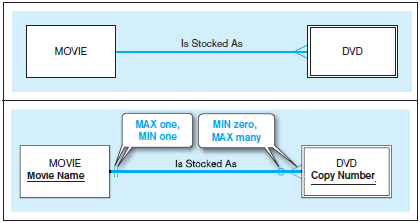 MOVIE
Is Stocked As
DVD
MAX one,
MIN one
MIN zero,
MAX many
MOVIE
Movie Name
Is Stocked As
DVD
Copy Number